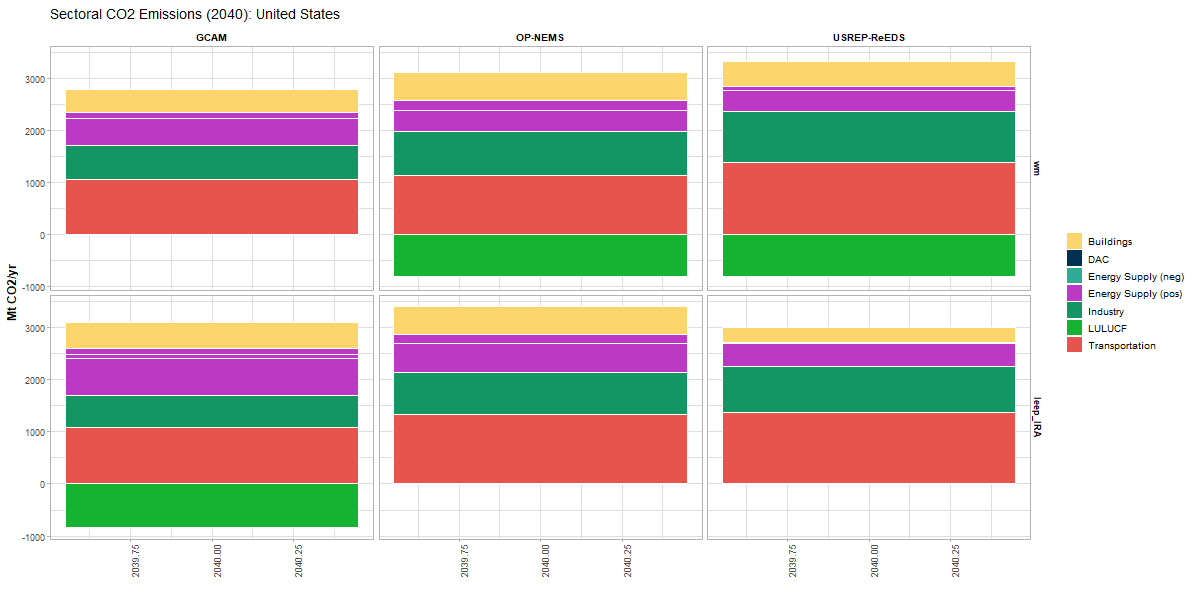 Sectoral CO2 Emissions (2040): United States
GCAM
OP-NEMS
USREP-ReEDS
Mt CO2/yr
3000
2000
1000
0
-1000
wm
3000
2000
1000
0
-1000
leep_IRA
2039.75
2040.00
2040.25
2039.75
2040.00
2040.25
2039.75
2040.00
2040.25
Buildings
DAC
Energy Supply (neg)
Energy Supply (pos)
Industry
LULUCF
Transportation